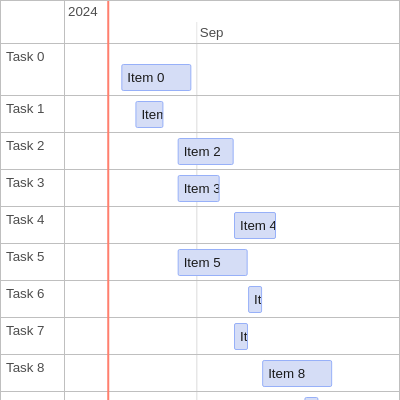 2024
Sep
Task 0
Item 0
Task 1
Iten
Task 2
Item 2
Task 3
Item 3
Task 4
Item 4
Task 5
Item 5
Task 6
It
Task 7
It
Task 8
Item 8